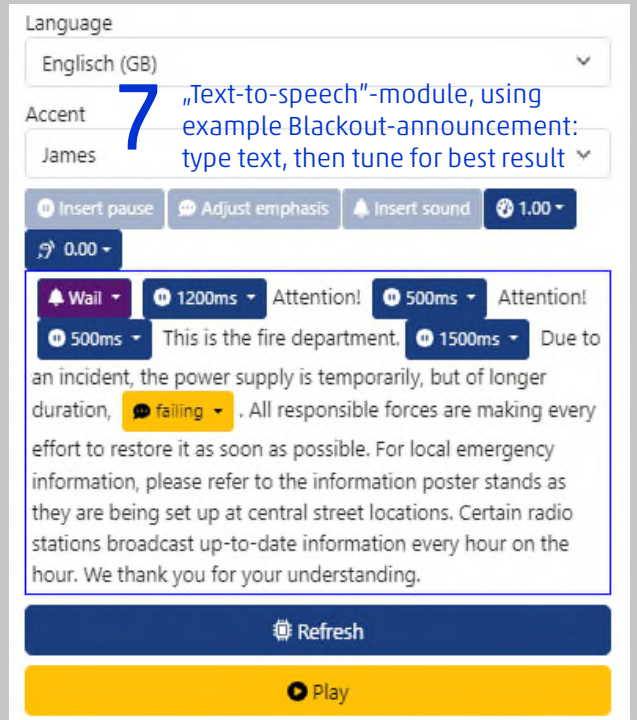 Language
Englisch (GB)
7
„Text-to-speech"-module, using
example Blackout-announcement:
type text, then tune for best result
Accent
James
Insert pause Adjust emphasis Insert sound 1.00
0.00
Wail 1200ms Attention! 500ms Attention!
500ms This is the fire department. 1500ms Due to
an incident, the power supply is temporarily, but of longer
duration, failing . All responsible forces are making every
effort to restore it as soon as possible. For local emergency
information, please refer to the information poster stands as
they are being set up at central street locations. Certain radio
stations broadcast up-to-date information every hour on the
hour. We thank you for your understanding.
Refresh
Play